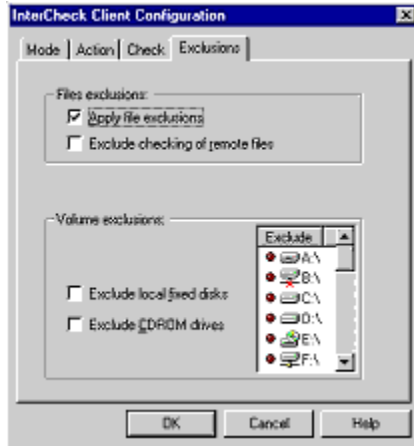 InterCheck Client Configuration
Mode Action Check Exclusions
Files exclusions:
Apply file exclusions
Exclude checking of remote files
Volume exclusions:
Exclude
A:\
B:\
C:\
D:\
E:\
F:\
Exclude local fixed disks
Exclude CDROM drives
OK Cancel Help